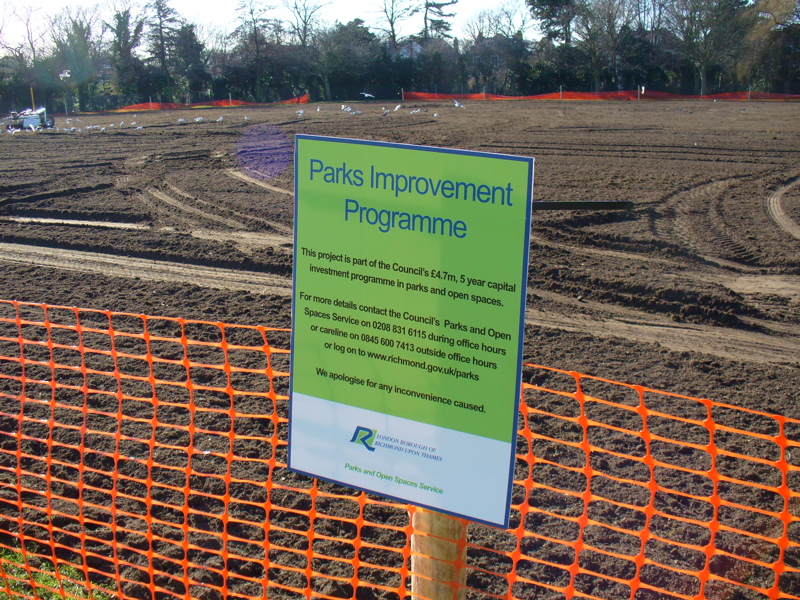 Parks Improvement
Programme
This project is part of the Council's £4.7m, 5 year capital
investment programme in parks and open spaces.
For more details contact the Council's Parks and Open
Spaces Service on 0208 831 6115 during office hours
or careline on 0845 600 7413 outside office hours
or log on to www.richmond.gov.uk/parks
We apologise for any inconvenience caused.
LONDON BOROUGH OF
RICHMOND UPON THAMES
Parks and Open Spaces Service